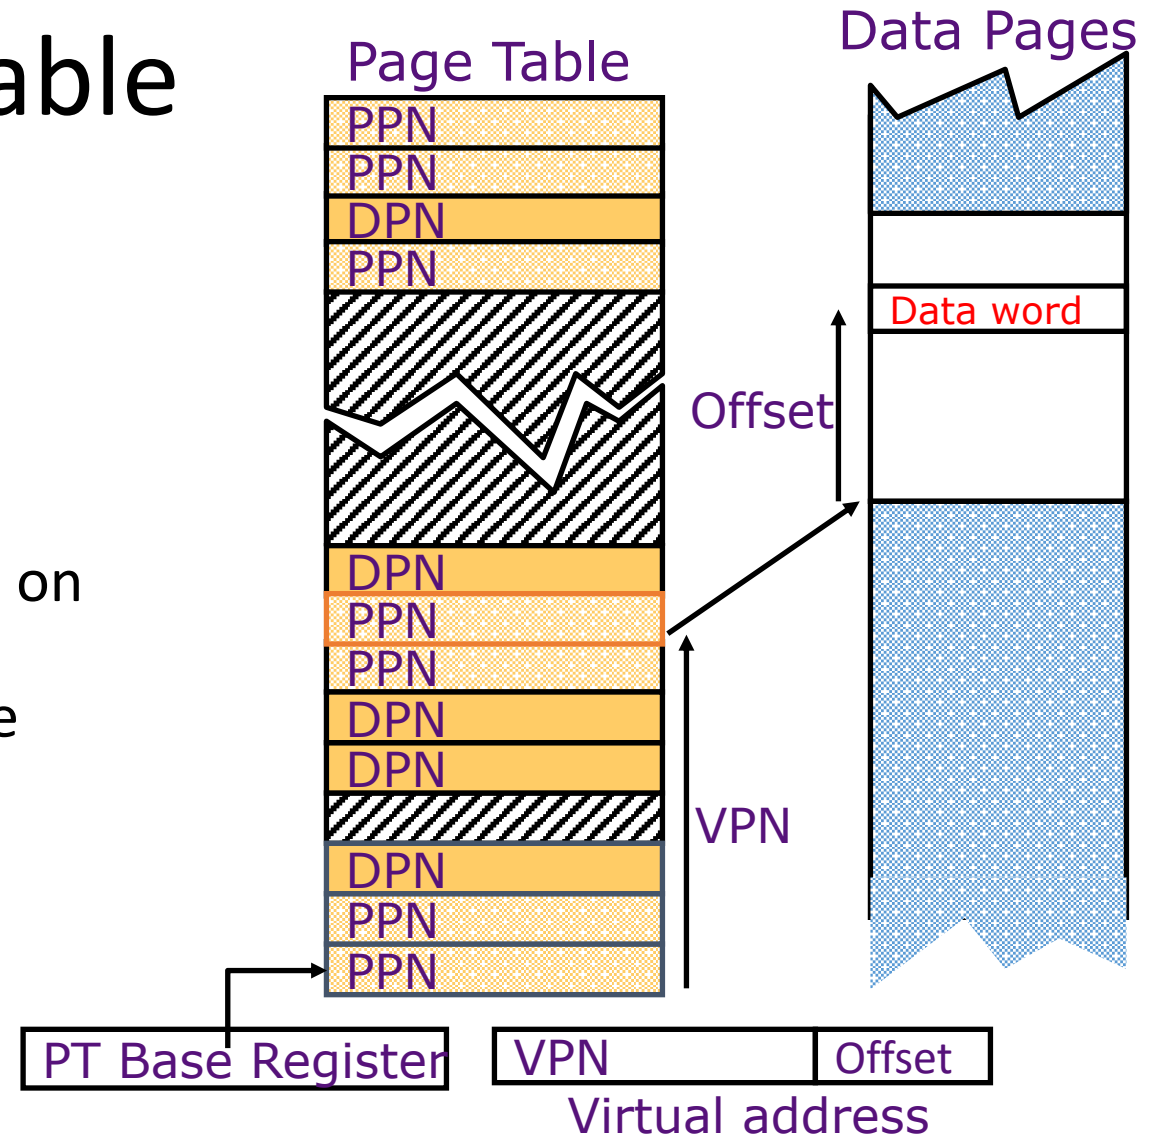 able
on
e
Page Table
PPN
PPN
DPN
PPN
DPN
PPN
PPN
DPN
DPN
DPN
PPN
PPN
VPN
Offset
Data Pages
Data word
PT Base Register
VPN
Offset
Virtual address